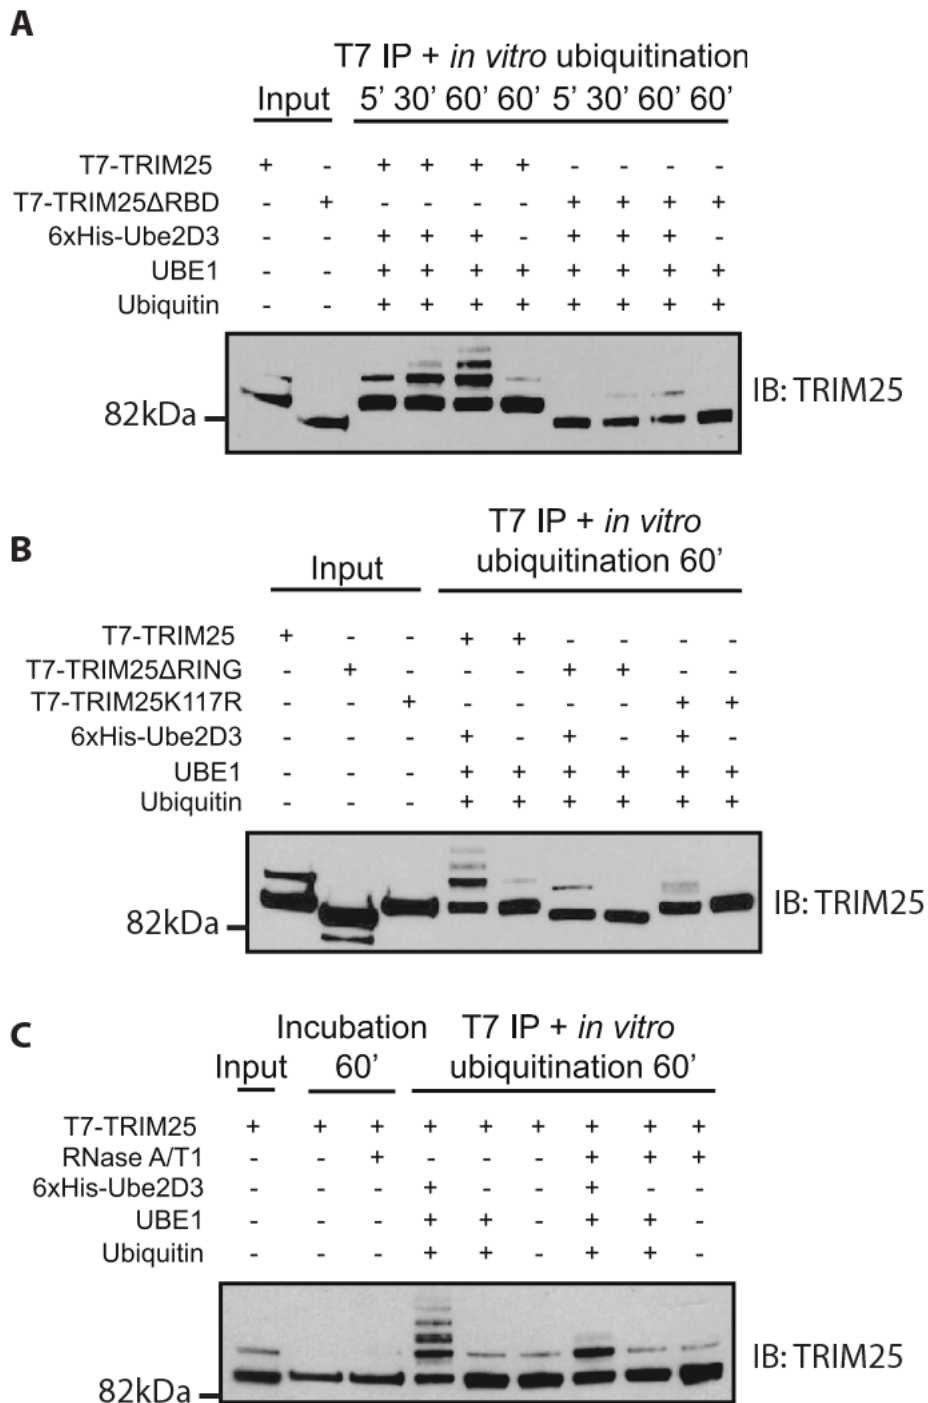 A
T7 IP + in vitro ubiquitination
Input 5' 30' 60' 60' 5' 30' 60' 60'
T7-TRIM25 + - + + + + - - - -
T7-TRIM25ΔRBD - + - - - - + + + +
6xHis-Ube2D3 - - + + + - + + + -
UBE1 - - + + + + + + + +
Ubiquitin - - + + + + + + + +
82kDa
IB: TRIM25
B
T7 IP + in vitro
Input ubiquitination 60'
T7-TRIM25 + - - + + - - - -
T7-TRIM25ΔRING - + - - - + + - -
T7-TRIM25K117R - - + - - - - + +
6xHis-Ube2D3 - - - + - + - + -
UBE1 - - - + + + + + +
Ubiquitin - - - + + + + + +
82kDa
IB: TRIM25
C
Incubation T7 IP + in vitro
Input 60' ubiquitination 60'
T7-TRIM25 + + + + + + + + +
RNase A/T1 - - + - - - + + +
6xHis-Ube2D3 - - - + - - + - -
UBE1 - - - + + - + + -
Ubiquitin - - - + + - + + -
IB: TRIM25
82kDa